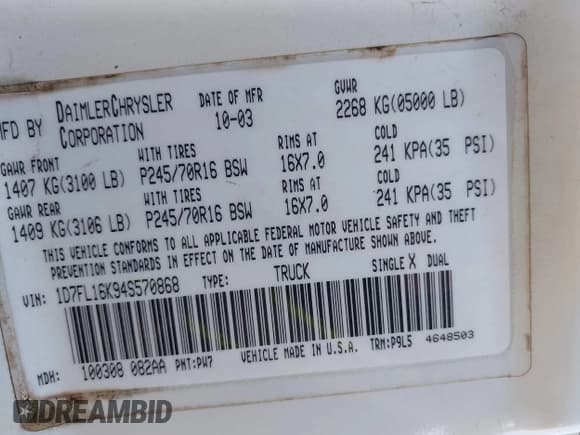 MFD BY DAIMLERCHRYSLER CORPORATION
DATE OF MFR 10-03
GVWR 2268 KG(05000 LB)
GAWR FRONT WITH TIRES RIMS AT COLD
1407 KG(3100 LB) P245/70R16 BSW 16X7.0 241 KPA(35 PSI)
GAWR REAR WITH TIRES RIMS AT COLD
1409 KG(3106 LB) P245/70R16 BSW 16X7.0 241 KPA(35 PSI)
THIS VEHICLE CONFORMS TO ALL APPLICABLE FEDERAL MOTOR VEHICLE SAFETY AND THEFT
PREVENTION STANDARDS IN EFFECT ON THE DATE OF MANUFACTURE SHOWN ABOVE.
VIN: 1D7FL16K94S570868 TYPE: TRUCK SINGLE X DUAL
MDH: 100308 082AA PNT:PW7 VEHICLE MADE IN U.S.A. TRM:P9L5 4648503
DREAMBID